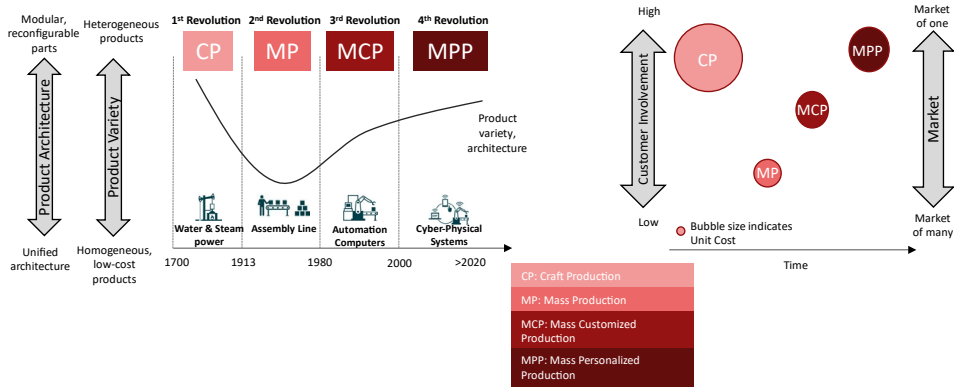 Modular,
reconfigurable
parts
Product Architecture
Unified
architecture
Heterogeneous
products
Product Variety
Homogeneous,
low-cost
products
1st Revolution
2nd Revolution
3rd Revolution
4th Revolution
CP
MP
MCP
MPP
Product
variety,
architecture
Water & Steam
power
Assembly Line
Automation
Computers
Cyber-Physical
Systems
1700
1913
1980
2000
>2020
High
Customer Involvement
Low
CP
MP
MCP
MPP
Bubble size indicates
Unit Cost
Time
Market of one
Market
Market
of many
CP: Craft Production
MP: Mass Production
MCP: Mass Customized
Production
MPP: Mass Personalized
Production